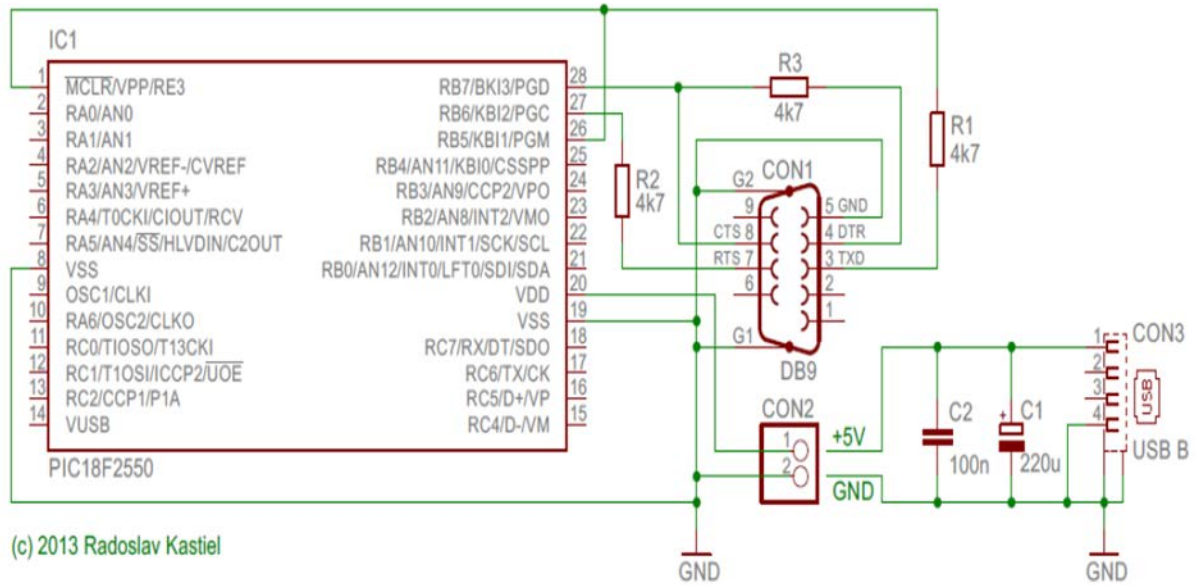 IC1
1 MCLR/VPP/RE3
2 RA0/AN0
3 RA1/AN1
4 RA2/AN2/VREF-/CVREF
5 RA3/AN3/VREF+
6 RA4/T0CKI/CIOUT/RCV
7 RA5/AN4/SS/HLVDIN/C2OUT
8 VSS
9 OSC1/CLKI
10 RA6/OSC2/CLKO
11 RC0/TIOSO/T13CKI
12 RC1/T1OSI/ICCP2/UOE
13 RC2/CCP1/P1A
14 VUSB
RB7/BKI3/PGD 28
RB6/KBI2/PGC 27
RB5/KBI1/PGM 26
RB4/AN11/KBI0/CSSPP 25
RB3/AN9/CCP2/VPO 24
RB2/AN8/INT2/VMO 23
RB1/AN10/INT1/SCK/SCL 22
RB0/AN12/INT0/LFT0/SDI/SDA 21
VDD 20
VSS 19
RC7/RX/DT/SDO 18
RC6/TX/CK 17
RC5/D+/VP 16
RC4/D-/VM 15
PIC18F2550
R3
4k7
R1
4k7
R2
4k7
CON1
G2
9
CTS 8
RTS 7
6
G1
5 GND
4 DTR
3 TXD
2
1
DB9
CON2
1
2
+5V
GND
C2
100n
+
C1
220u
CON3
1
2
3
4
USB
USB B
GND
GND
(c) 2013 Radoslav Kastiel